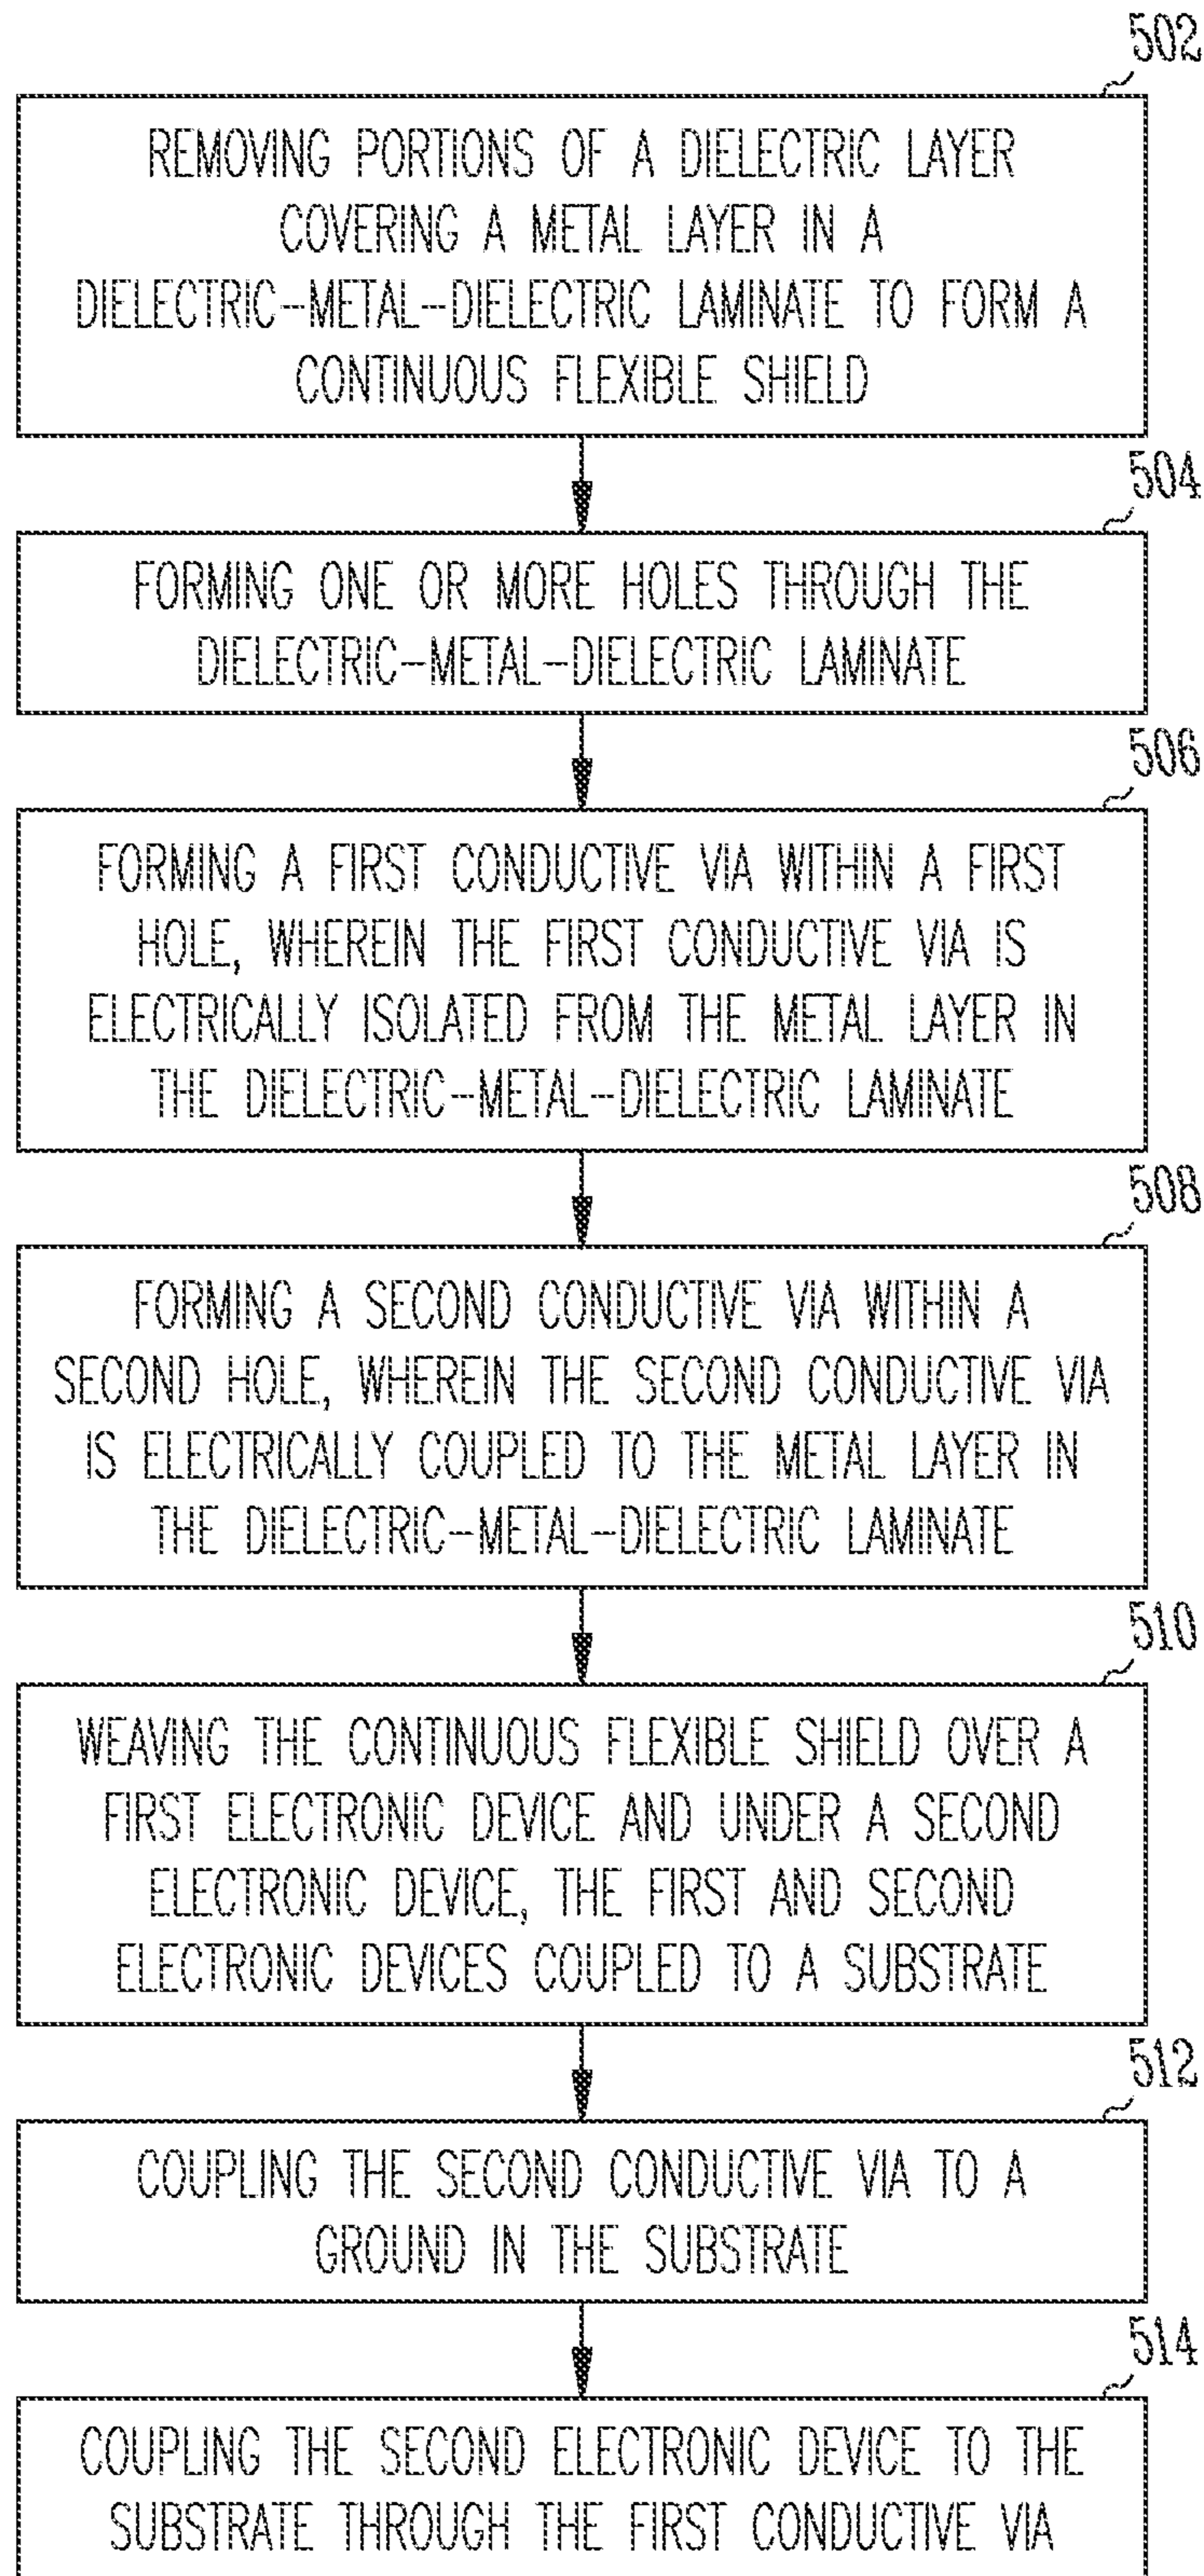 502
REMOVING PORTIONS OF A DIELECTRIC LAYER
COVERING A METAL LAYER IN A
DIELECTRIC-METAL-DIELECTRIC LAMINATE TO FORM A
CONTINUOUS FLEXIBLE SHIELD
504
FORMING ONE OR MORE HOLES THROUGH THE
DIELECTRIC-METAL-DIELECTRIC LAMINATE
506
FORMING A FIRST CONDUCTIVE VIA WITHIN A FIRST
HOLE, WHEREIN THE FIRST CONDUCTIVE VIA IS
ELECTRICALLY ISOLATED FROM THE METAL LAYER IN
THE DIELECTRIC-METAL-DIELECTRIC LAMINATE
508
FORMING A SECOND CONDUCTIVE VIA WITHIN A
SECOND HOLE, WHEREIN THE SECOND CONDUCTIVE VIA
IS ELECTRICALLY COUPLED TO THE METAL LAYER IN
THE DIELECTRIC-METAL-DIELECTRIC LAMINATE
510
WEAVING THE CONTINUOUS FLEXIBLE SHIELD OVER A
FIRST ELECTRONIC DEVICE AND UNDER A SECOND
ELECTRONIC DEVICE, THE FIRST AND SECOND
ELECTRONIC DEVICES COUPLED TO A SUBSTRATE
512
COUPLING THE SECOND CONDUCTIVE VIA TO A
GROUND IN THE SUBSTRATE
514
COUPLING THE SECOND ELECTRONIC DEVICE TO THE
SUBSTRATE THROUGH THE FIRST CONDUCTIVE VIA